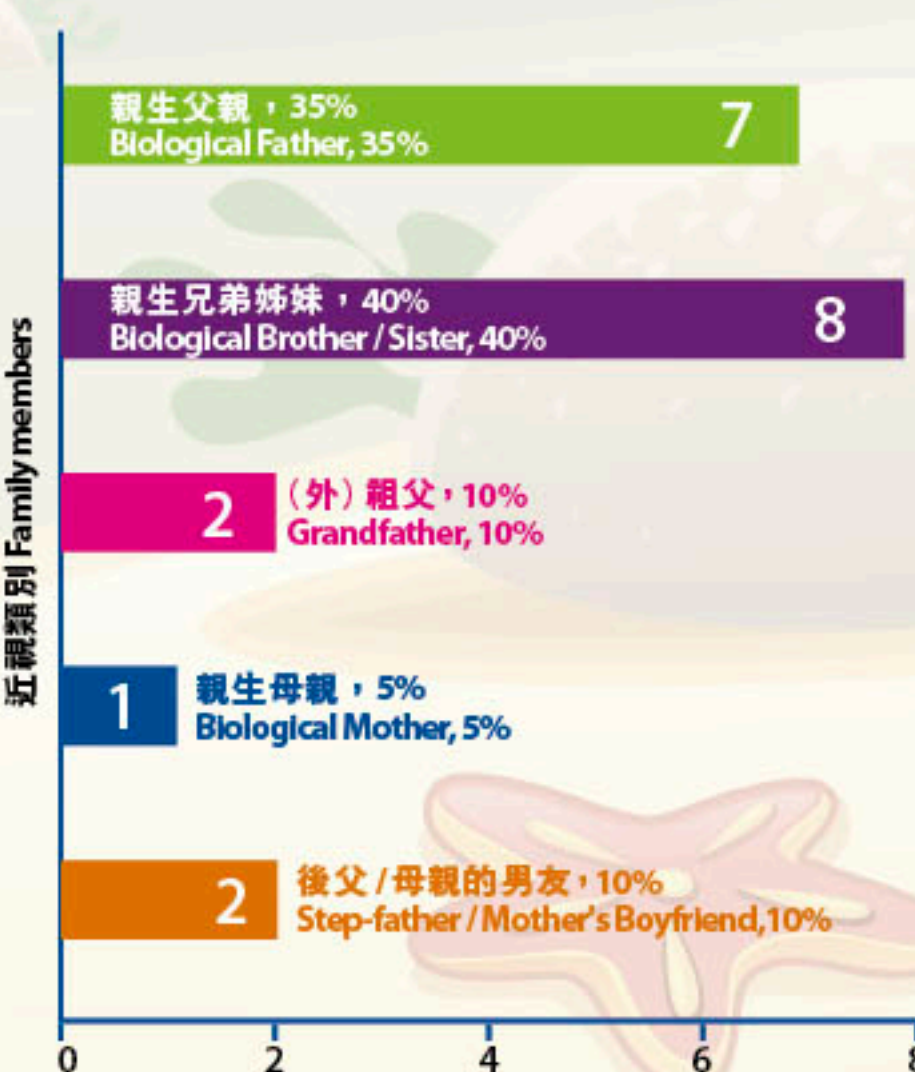 近親類別 Family members
親生父親，35%
Biological Father, 35%
7
親生兄弟姊妹，40%
Biological Brother / Sister, 40%
8
2
（外）祖父，10%
Grandfather, 10%
1
親生母親，5%
Biological Mother, 5%
2
後父 / 母親的男友，10%
Step-father / Mother's Boyfriend,10%
0 2 4 6 8